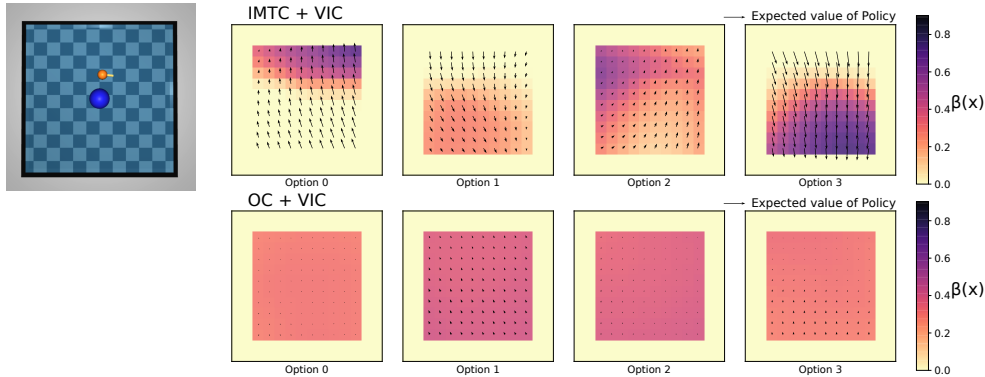 IMTC + VIC
Expected value of Policy
Option 0
Option 1
Option 2
Option 3
0.8
0.6
0.4
0.2
0.0
β(x)
OC + VIC
Expected value of Policy
Option 0
Option 1
Option 2
Option 3
0.8
0.6
0.4
0.2
0.0
β(x)